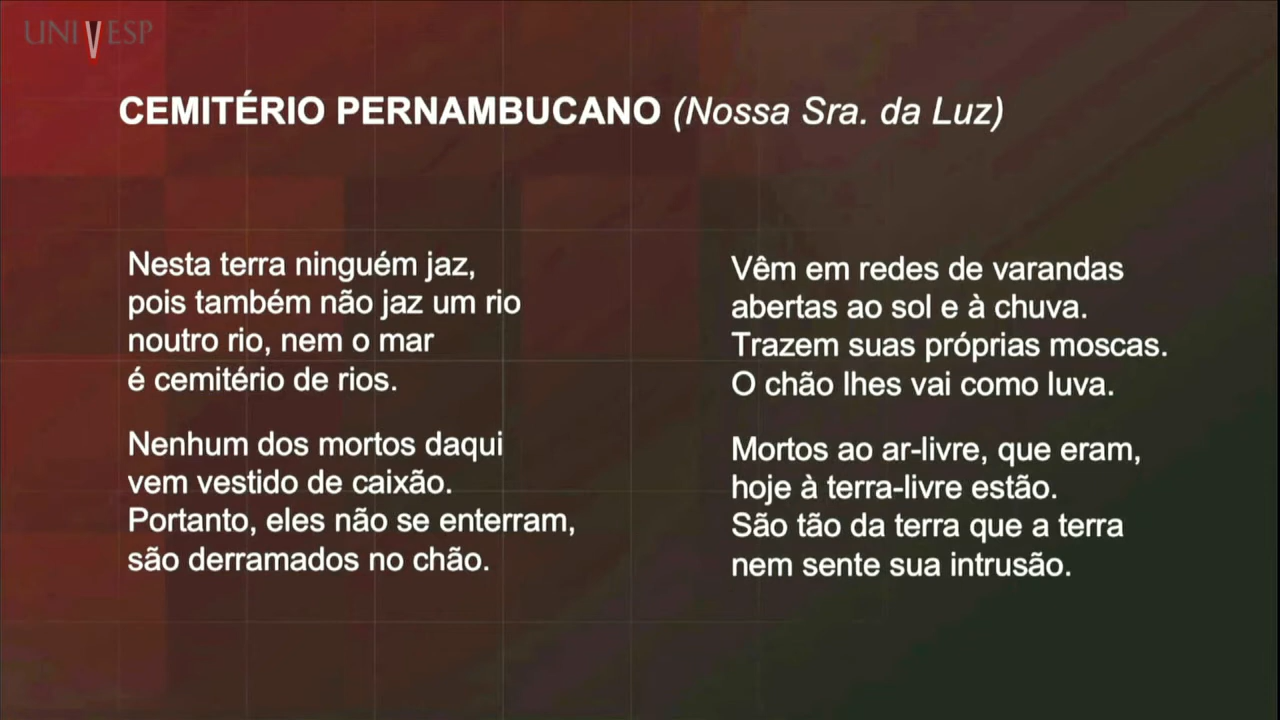 UNIVESP
CEMITÉRIO PERNAMBUCANO (Nossa Sra. da Luz)
Nesta terra ninguém jaz,
pois também não jaz um rio
noutro rio, nem o mar
é cemitério de rios.
Nenhum dos mortos daqui
vem vestido de caixão.
Portanto, eles não se enterram,
são derramados no chão.
Vêm em redes de varandas
abertas ao sol e à chuva.
Trazem suas próprias moscas.
O chão lhes vai como luva.
Mortos ao ar-livre, que eram,
hoje à terra-livre estão.
São tão da terra que a terra
nem sente sua intrusão.